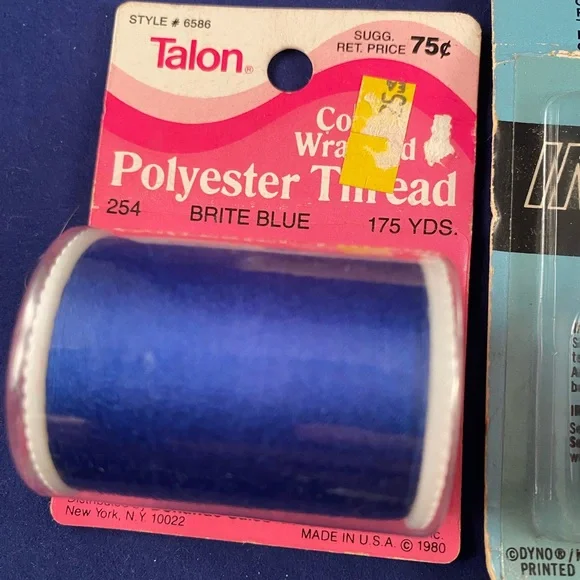 STYLE # 6586
Talon®
SUGG.
RET. PRICE 75¢
Polyester Thread
254 BRITE BLUE 175 YDS.
New York, N.Y. 10022
MADE IN U.S.A. © 1980
©DYNO®/
PRINTED